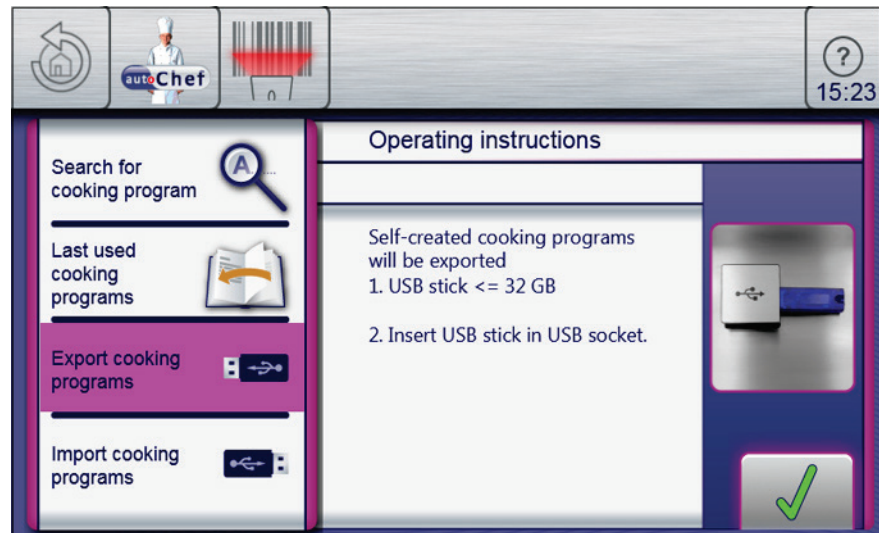 autoChef
?
15:23
Search for
cooking program
A....
Last used
cooking
programs
Export cooking
programs
Import cooking
programs
Operating instructions
Self-created cooking programs
will be exported
1. USB stick <= 32 GB
2. Insert USB stick in USB socket.